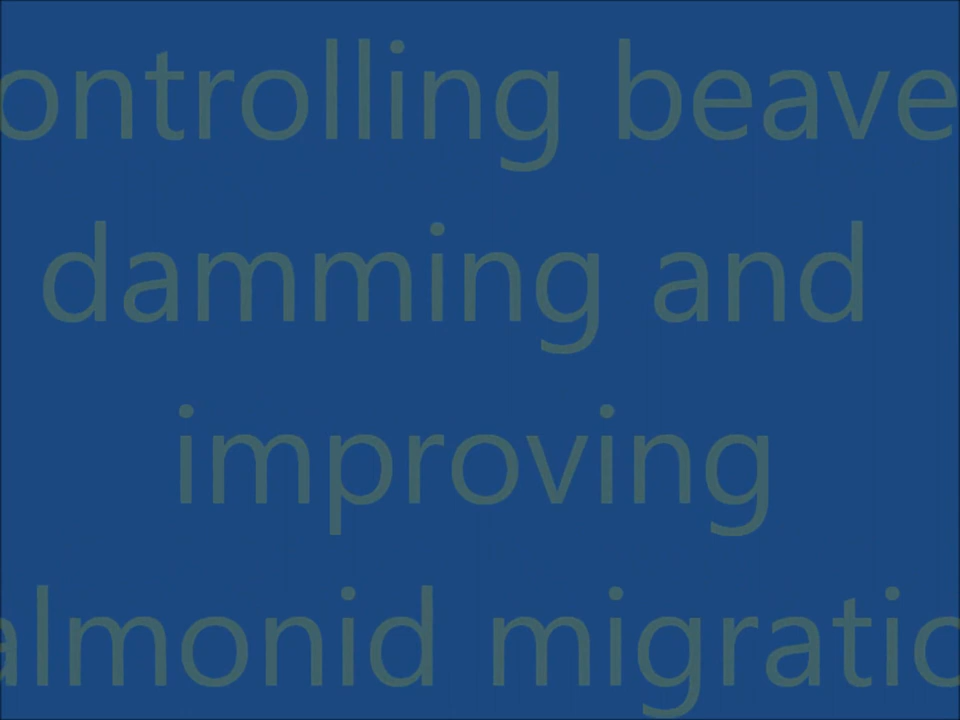 ontrolling beave
damming and
improving
almonid migratio